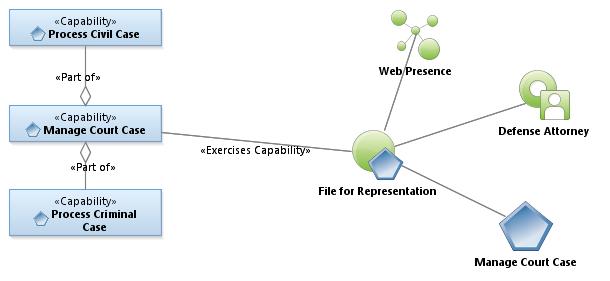 «Capability»
Process Civil Case
«Part of»
«Capability»
Manage Court Case
«Part of»
«Capability»
Process Criminal
Case
«Exercises Capability»
Web Presence
Defense Attorney
File for Representation
Manage Court Case